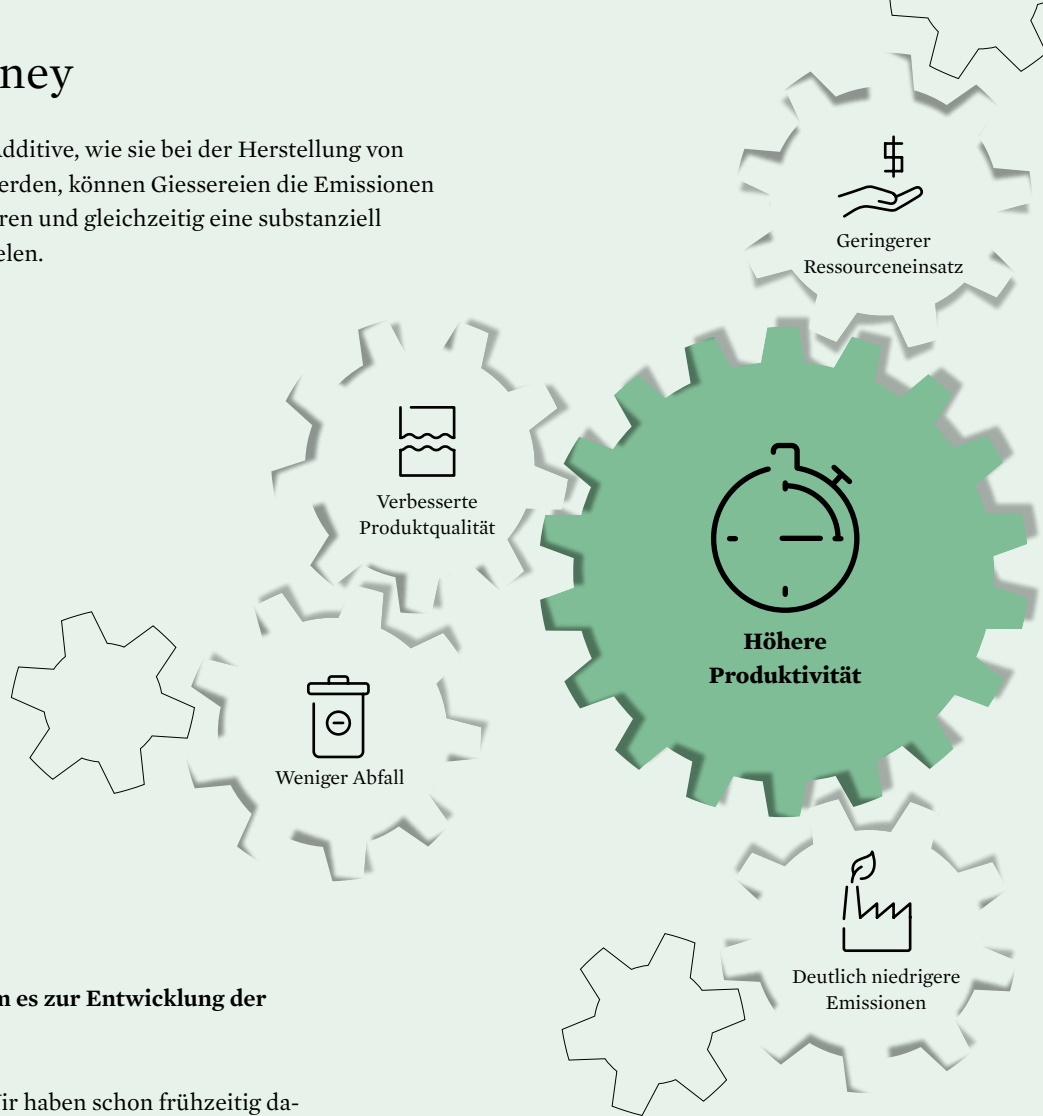 ney
Additive, wie sie bei der Herstellung von
erden, können Giessereien die Emissionen
ren und gleichzeitig eine substanziell
elen.
$
Geringerer
Ressourceneinsatz
Verbesserte
Produktqualität
Höhere
Produktivität
Weniger Abfall
Deutlich niedrigere
Emissionen
es zur Entwicklung der
Wir haben schon frühzeitig da-